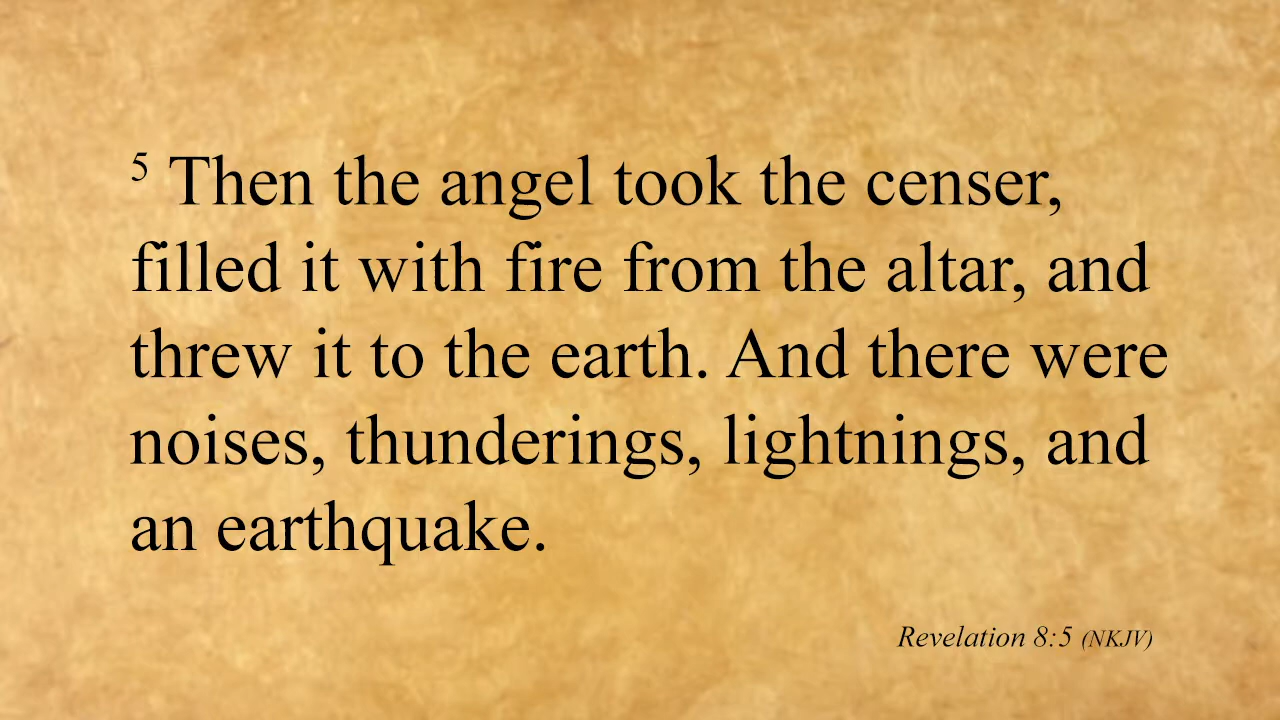 5 Then the angel took the censer,
filled it with fire from the altar, and
threw it to the earth. And there were
noises, thunderings, lightnings, and
an earthquake.
Revelation 8:5 (NKJV)